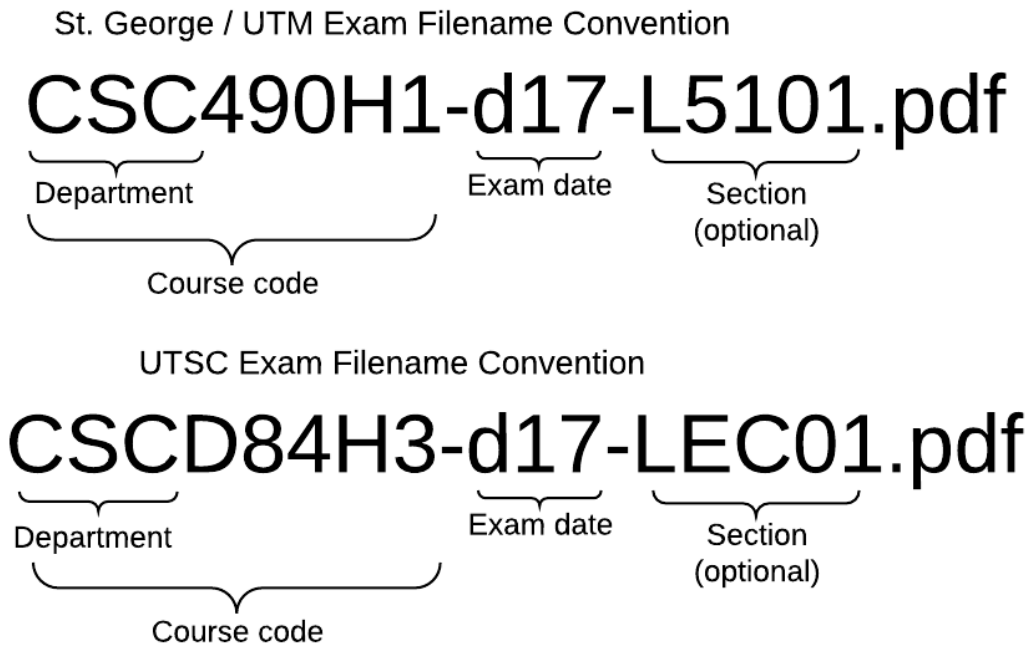 St. George / UTM Exam Filename Convention
CSC490H1-d17-L5101.pdf
Department
Exam date
Section
(optional)
Course code
UTSC Exam Filename Convention
CSCD84H3-d17-LEC01.pdf
Department
Exam date
Section
(optional)
Course code